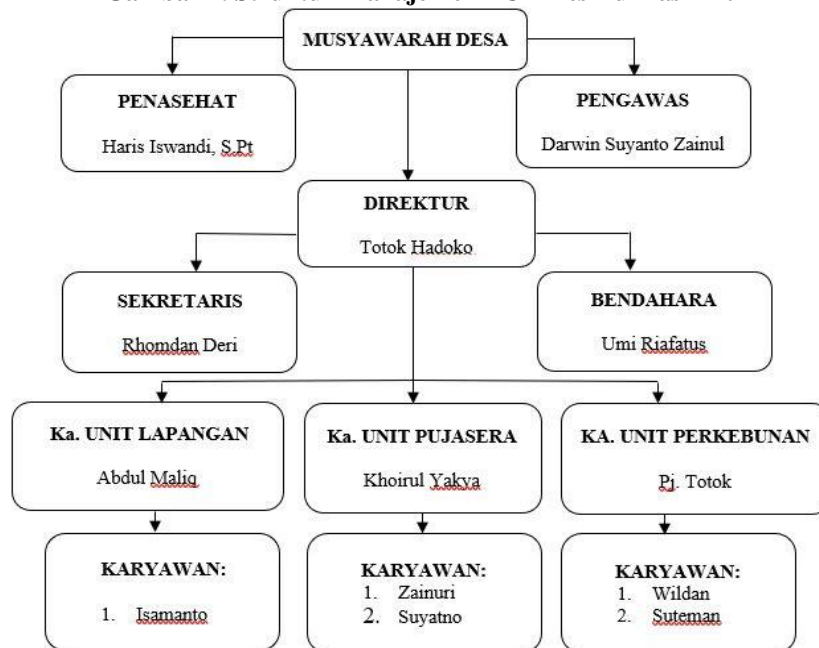 MUSYAWARAH DESA
PENASEHAT
Haris Iswandi, S.Pt
PENGAWAS
Darwin Suyanto Zainul
DIREKTUR
Totok Hadoko
SEKRETARIS
Rhomdan Deri
BENDAHARA
Umi Riafatus
Ka. UNIT LAPANGAN
Abdul Maliq
Ka. UNIT PUJASERA
Khoirul Yakya
KA. UNIT PERKEBUNAN
Pj. Totok
KARYAWAN:
1. Isamanto
KARYAWAN:
1. Zainuri
2. Suyatno
KARYAWAN:
1. Wildan
2. Suteman